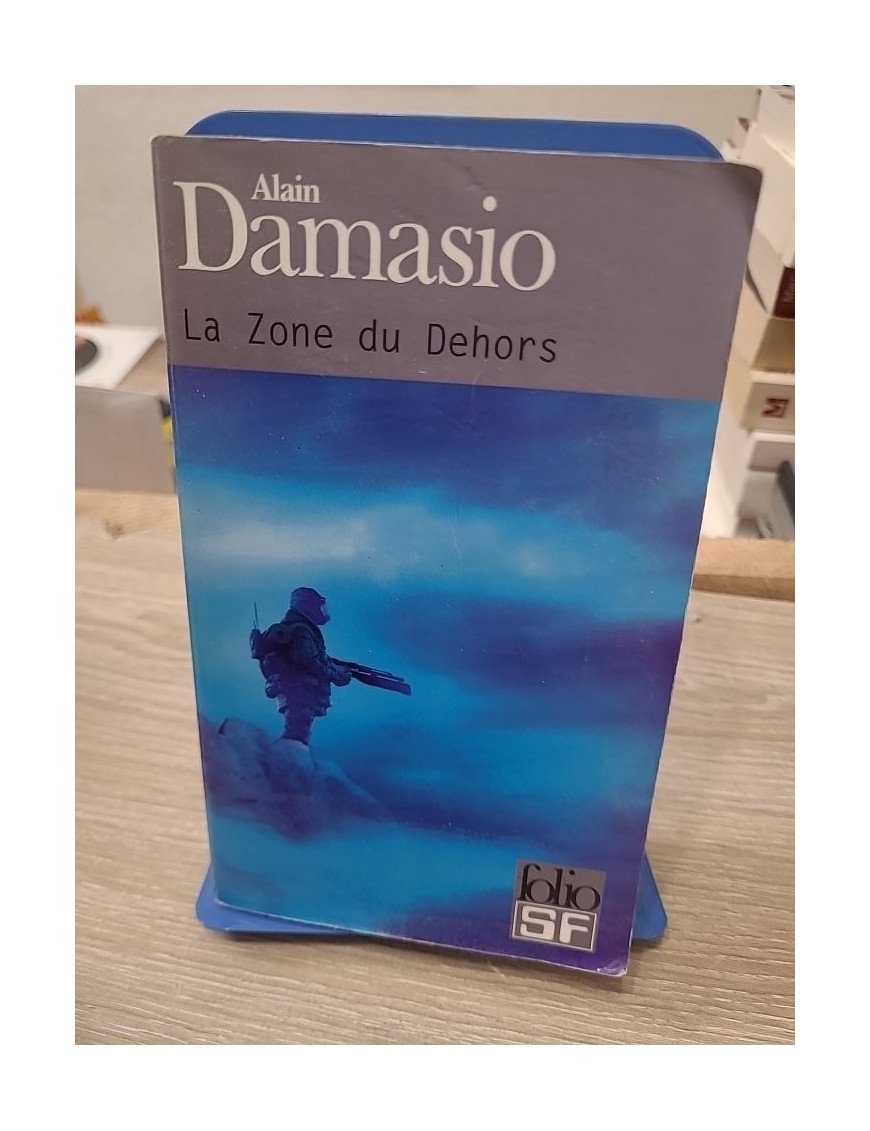 Alain
Damasio
La Zone du Dehors
folio
SF